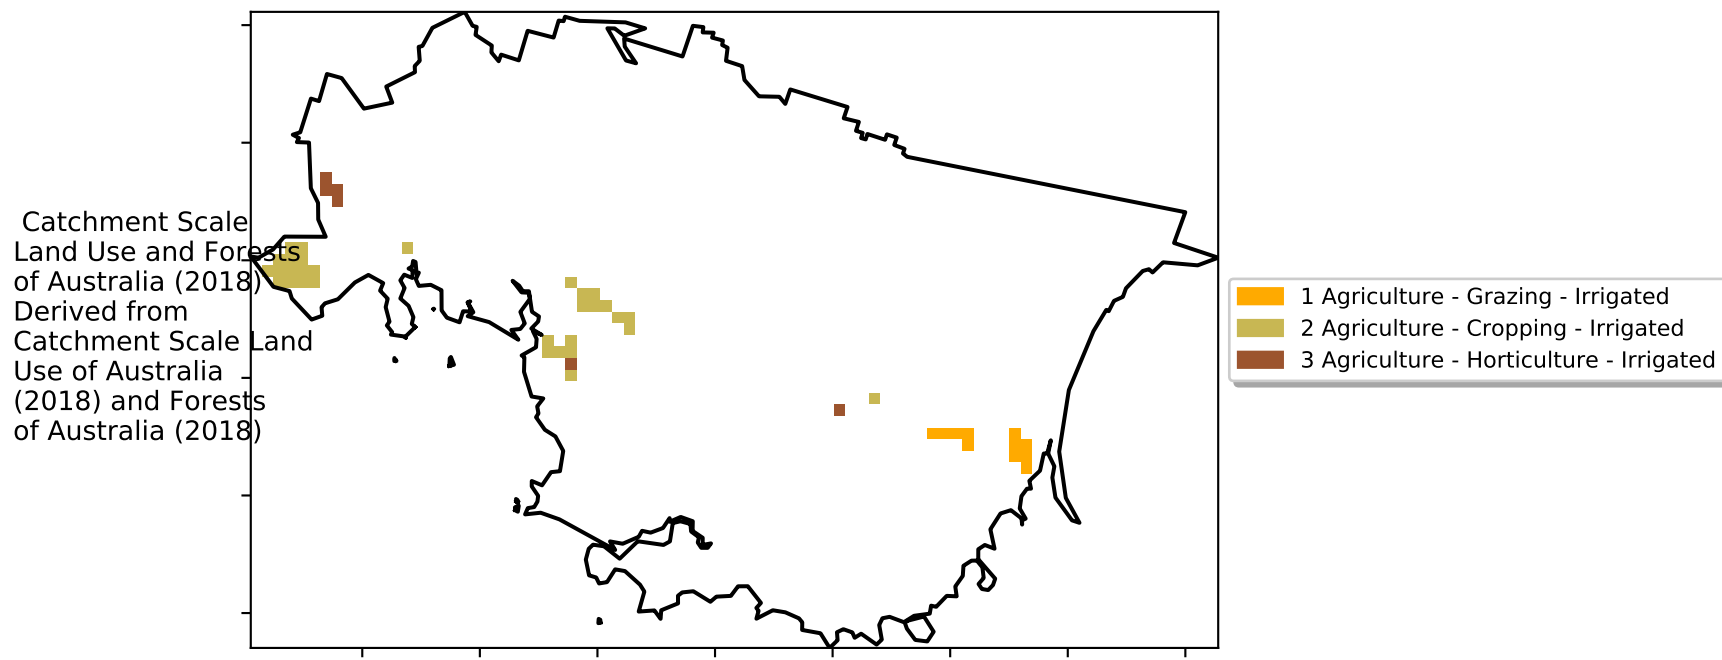 Catchment Scale
Land Use and Forests
of Australia (2018)
Derived from
Catchment Scale Land
Use of Australia
(2018) and Forests
of Australia (2018)
1 Agriculture - Grazing - Irrigated
2 Agriculture - Cropping - Irrigated
3 Agriculture - Horticulture - Irrigated